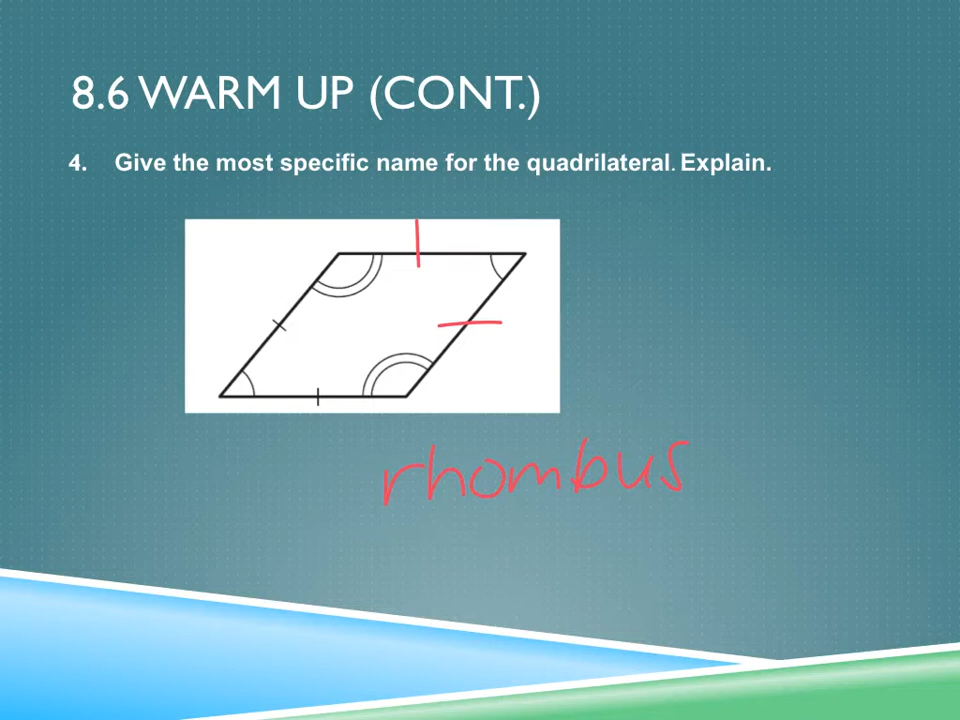 8.6 WARM UP (CONT.)
4. Give the most specific name for the quadrilateral. Explain.
rhombus